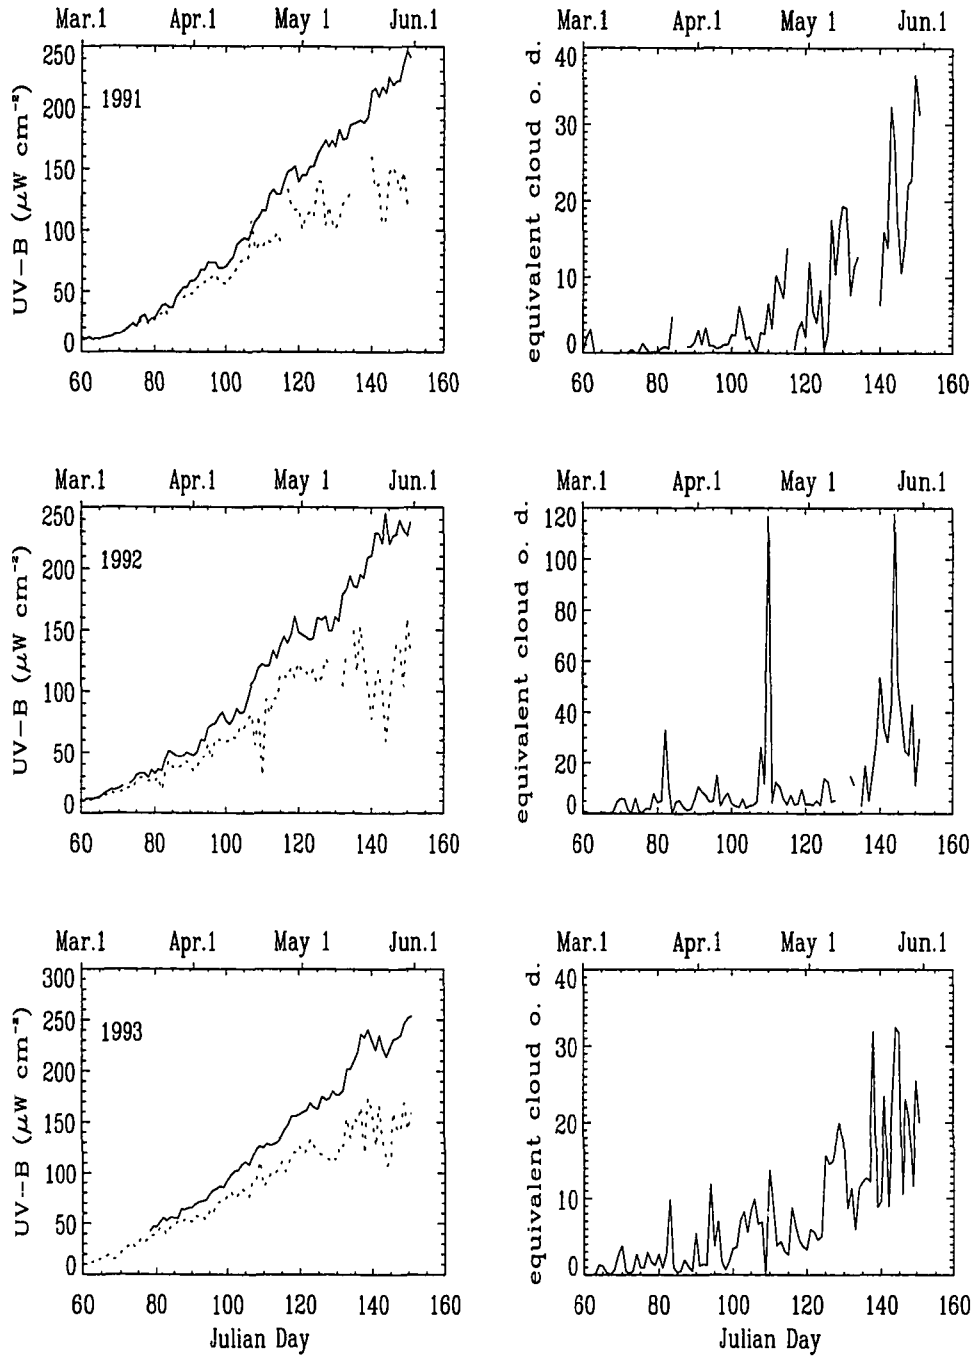 Mar.1 Apr.1 May 1 Jun.1
250
200
150
100
50
0
UV-B (μW cm⁻²)
1991
60 80 100 120 140 160
Mar.1 Apr.1 May 1 Jun.1
40
30
20
10
0
equivalent cloud o. d.
60 80 100 120 140 160
Mar.1 Apr.1 May 1 Jun.1
250
200
150
100
50
0
UV-B (μW cm⁻²)
1992
60 80 100 120 140 160
Mar.1 Apr.1 May 1 Jun.1
120
100
80
60
40
20
0
equivalent cloud o. d.
60 80 100 120 140 160
Mar.1 Apr.1 May 1 Jun.1
300
250
200
150
100
50
0
UV-B (μW cm⁻²)
1993
60 80 100 120 140 160
Julian Day
Mar.1 Apr.1 May 1 Jun.1
40
30
20
10
0
equivalent cloud o. d.
60 80 100 120 140 160
Julian Day